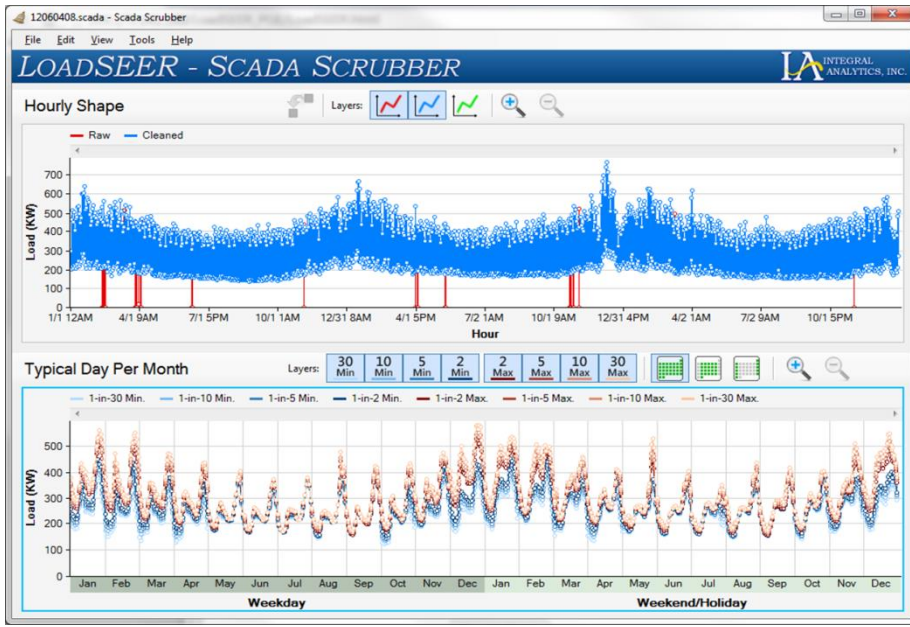 12060408.scada - Scada Scrubber
File Edit View Tools Help
LOADSEER - SCADA SCRUBBER
IA INTEGRAL ANALYTICS, INC.
Hourly Shape
Layers:
Raw Cleaned
Load (KW)
700
600
500
400
300
200
100
0
1/1 12AM 4/1 9AM 7/1 5PM 10/1 1AM 12/31 8AM 4/1 5PM 7/2 1AM 10/1 9AM 12/31 4PM 4/2 1AM 7/2 9AM 10/1 5PM
Hour
Typical Day Per Month
Layers: 30 Min 10 Min 5 Min 2 Min 2 Max 5 Max 10 Max 30 Max
1-in-30 Min. 1-in-10 Min. 1-in-5 Min. 1-in-2 Min. 1-in-2 Max. 1-in-5 Max. 1-in-10 Max. 1-in-30 Max.
Load (KW)
500
400
300
200
100
0
Jan Feb Mar Apr May Jun Jul Aug Sep Oct Nov Dec Jan Feb Mar Apr May Jun Jul Aug Sep Oct Nov Dec
Weekday Weekend/Holiday